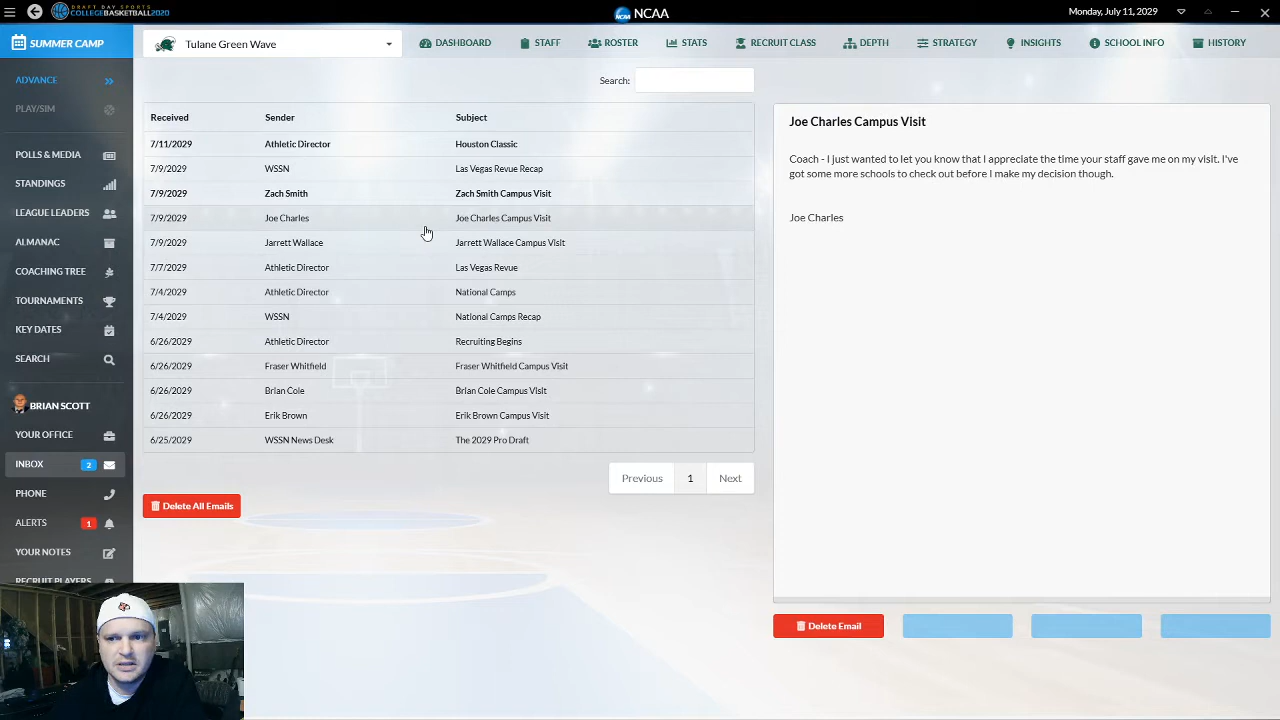 DRAFT DAY SPORTS
COLLEGE BASKETBALL 2020
NCAA
Monday, July 11, 2029
SUMMER CAMP
Tulane Green Wave
DASHBOARD
STAFF
ROSTER
STATS
RECRUIT CLASS
DEPTH
STRATEGY
INSIGHTS
SCHOOL INFO
HISTORY
ADVANCE
PLAY/SIM
POLLS & MEDIA
STANDINGS
LEAGUE LEADERS
ALMANAC
COACHING TREE
TOURNAMENTS
KEY DATES
SEARCH
BRIAN SCOTT
YOUR OFFICE
INBOX 2
PHONE
ALERTS 1
YOUR NOTES
RECRUIT PLAYERS
Search:
Received Sender Subject
7/11/2029 Athletic Director Houston Classic
7/9/2029 WSSN Las Vegas Revue Recap
7/9/2029 Zach Smith Zach Smith Campus Visit
7/9/2029 Joe Charles Joe Charles Campus Visit
7/9/2029 Jarrett Wallace Jarrett Wallace Campus Visit
7/7/2029 Athletic Director Las Vegas Revue
7/4/2029 Athletic Director National Camps
7/4/2029 WSSN National Camps Recap
6/26/2029 Athletic Director Recruiting Begins
6/26/2029 Fraser Whitfield Fraser Whitfield Campus Visit
6/26/2029 Brian Cole Brian Cole Campus Visit
6/26/2029 Erik Brown Erik Brown Campus Visit
6/25/2029 WSSN News Desk The 2029 Pro Draft
Previous 1 Next
Delete All Emails
Joe Charles Campus Visit
Coach - I just wanted to let you know that I appreciate the time your staff gave me on my visit. I've
got some more schools to check out before I make my decision though.
Joe Charles
Delete Email